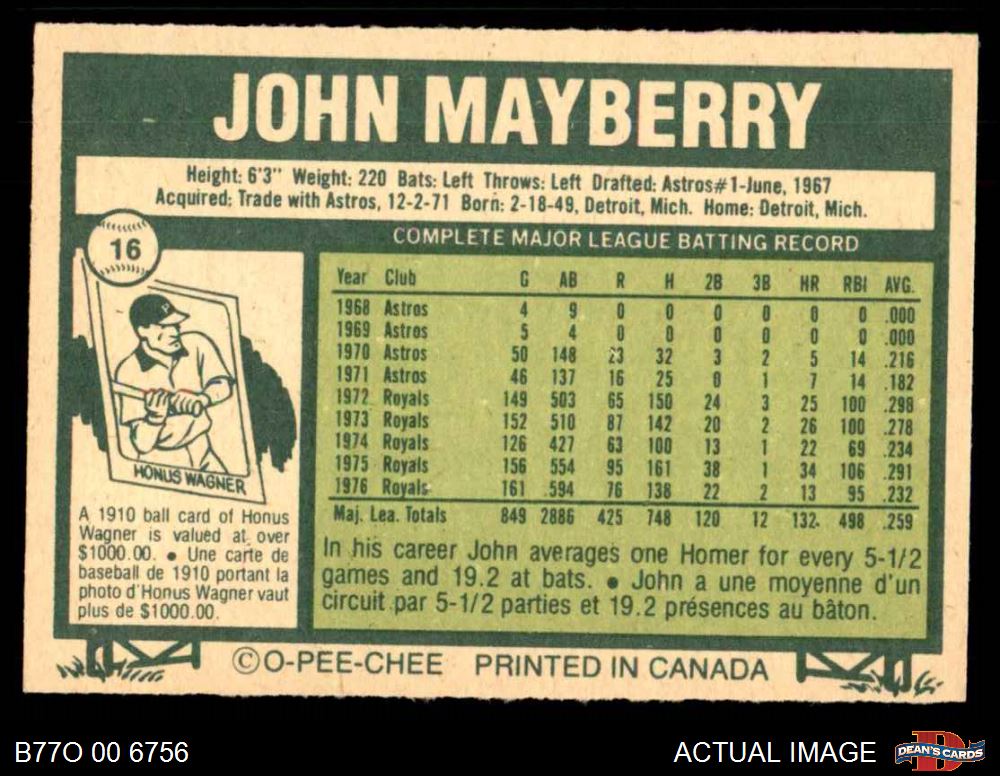 JOHN MAYBERRY
Height: 6'3" Weight: 220 Bats: Left Throws: Left Drafted: Astros#1-June, 1967
Acquired: Trade with Astros, 12-2-71 Born: 2-18-49, Detroit, Mich. Home: Detroit, Mich.
16
HONUS WAGNER
A 1910 ball card of Honus
Wagner is valued at over
$1000.00. • Une carte de
baseball de 1910 portant la
photo d'Honus Wagner vaut
plus de $1000.00.
COMPLETE MAJOR LEAGUE BATTING RECORD
Year Club G AB R H 2B 3B HR RBI AVG.
1968 Astros 4 9 0 0 0 0 0 0 .000
1969 Astros 5 4 0 0 0 0 0 0 .000
1970 Astros 50 148 23 32 3 2 5 14 .216
1971 Astros 46 137 16 25 0 1 7 14 .182
1972 Royals 149 503 65 150 24 3 25 100 .298
1973 Royals 152 510 87 142 20 2 26 100 .278
1974 Royals 126 427 63 100 13 1 22 69 .234
1975 Royals 156 554 95 161 38 1 34 106 .291
1976 Royals 161 594 76 138 22 2 13 95 .232
Maj. Lea. Totals 849 2886 425 748 120 12 132 498 .259
In his career John averages one Homer for every 5-1/2
games and 19.2 at bats. • John a une moyenne d'un
circuit par 5-1/2 parties et 19.2 présences au bâton.
©O-PEE-CHEE PRINTED IN CANADA
B77O 00 6756
ACTUAL IMAGE
DEAN'S CARDS